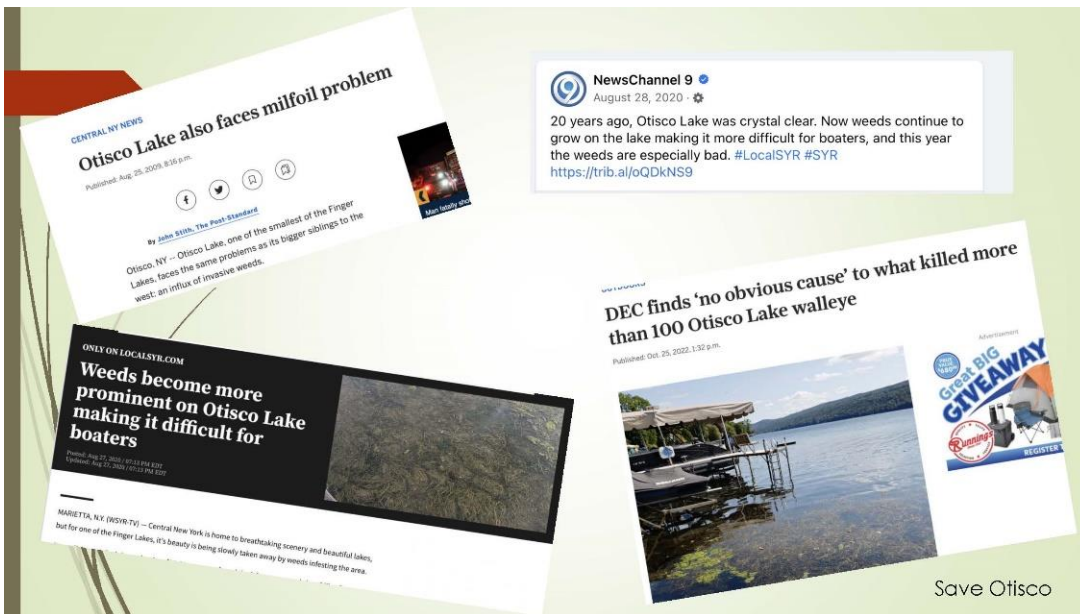 CENTRAL NY NEWS
Otisco Lake also faces milfoil problem
Published: Aug. 25, 2009, 8:16 p.m.
By John Stith, The Post-Standard
Otisco, NY -- Otisco Lake, one of the smallest of the Finger
Lakes, faces the same problems as its bigger siblings to the
west: an influx of invasive weeds.
Man fatally
NewsChannel 9
August 28, 2020
20 years ago, Otisco Lake was crystal clear. Now weeds continue to
grow on the lake making it more difficult for boaters, and this year
the weeds are especially bad. #LocalSYR #SYR
https://trib.al/oQDkNS9
ONLY ON LOCALSYR.COM
Weeds become more
prominent on Otisco Lake
making it difficult for
boaters
MARIETTA, N.Y. (WSYR-TV) — Central New York is home to breathtaking scenery and beautiful lakes,
but for one of the Finger Lakes, it's beauty is being slowly taken away by weeds infesting the area.
DEC finds ‘no obvious cause’ to what killed more
than 100 Otisco Lake walleye
Published: Oct. 25, 2022, 1:32 p.m.
Advertisement
Great BIG
GIVEAWAY
Runnings
REGISTER
Save Otisco